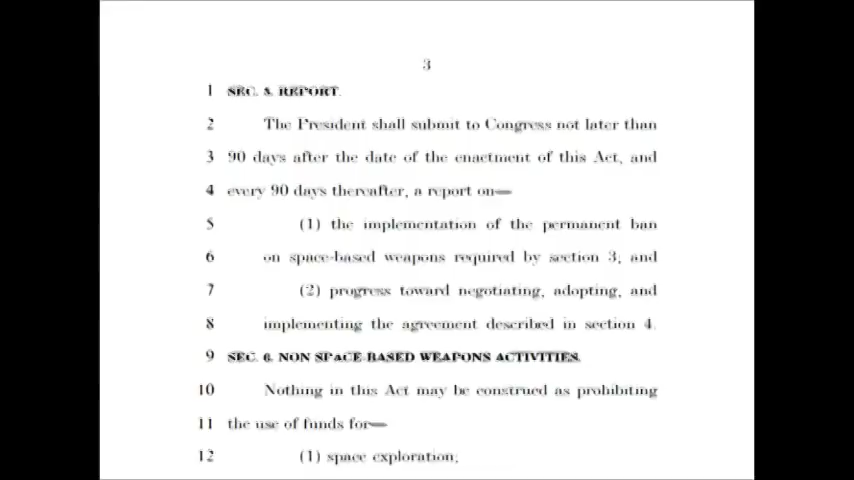 3
1 SEC. 5. REPORT.
2 The President shall submit to Congress not later than
3 90 days after the date of the enactment of this Act, and
4 every 90 days thereafter, a report on—
5 (1) the implementation of the permanent ban
6 on space-based weapons required by section 3; and
7 (2) progress toward negotiating, adopting, and
8 implementing the agreement described in section 4.
9 SEC. 6. NON SPACE-BASED WEAPONS ACTIVITIES.
10 Nothing in this Act may be construed as prohibiting
11 the use of funds for—
12 (1) space exploration;